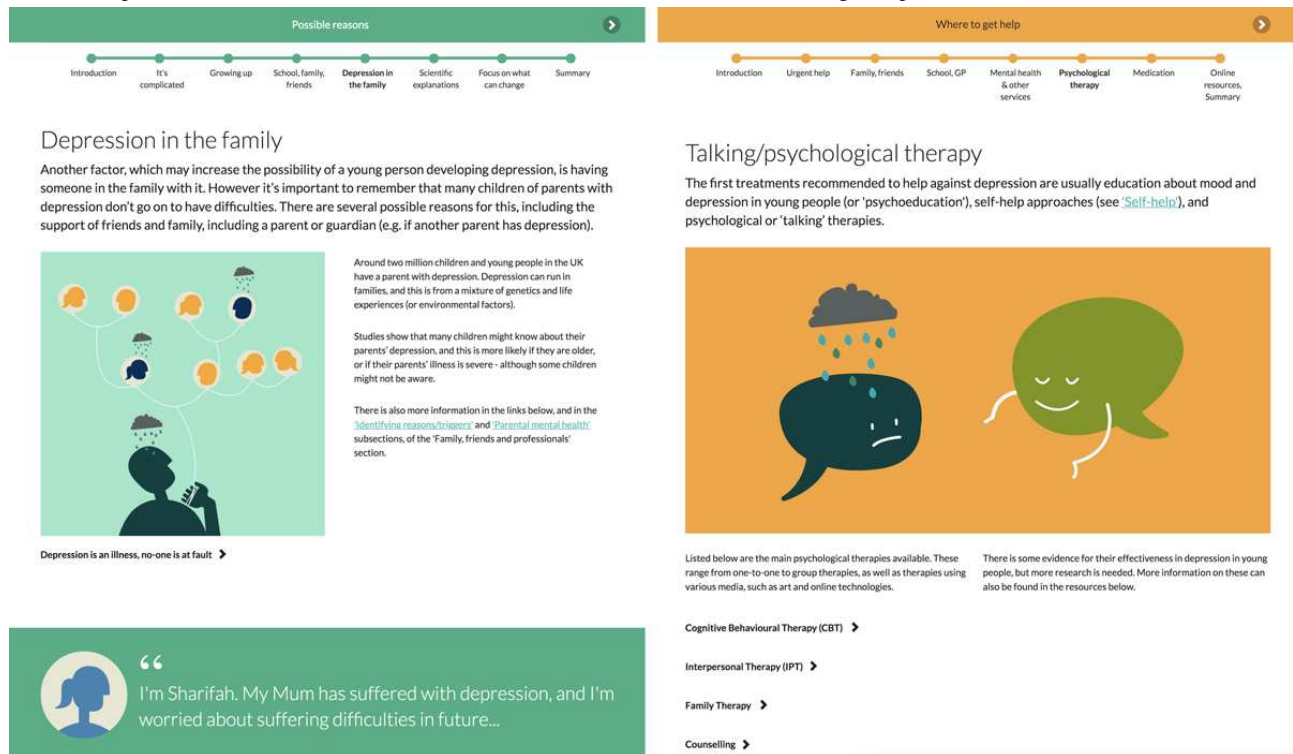 Possible reasons
Introduction
It's
complicated
Growing up
School, family,
friends
Depression in
the family
Scientific
explanations
Focus on what
can change
Summary
Depression in the family
Another factor, which may increase the possibility of a young person developing depression, is having
someone in the family with it. However it's important to remember that many children of parents with
depression don't go on to have difficulties. There are several possible reasons for this, including the
support of friends and family, including a parent or guardian (e.g. if another parent has depression).
Around two million children and young people in the UK
have a parent with depression. Depression can run in
families, and this is from a mixture of genetics and life
experiences (or environmental factors).
Studies show that many children might know about their
parents' depression, and this is more likely if they are older,
or if their parents' illness is severe - although some children
might not be aware.
There is also more information in the links below, and in the
'Identifying reasons/triggers' and 'Parental mental health'
subsections, of the 'Family, friends and professionals'
section.
Depression is an illness, no-one is at fault
“
I'm Sharifah. My Mum has suffered with depression, and I'm
worried about suffering difficulties in future...
Where to get help
Introduction
Urgent help
Family, friends
School, GP
Mental health
& other
services
Psychological
therapy
Medication
Online
resources,
Summary
Talking/psychological therapy
The first treatments recommended to help against depression are usually education about mood and
depression in young people (or 'psychoeducation'), self-help approaches (see 'Self-help'), and
psychological or 'talking' therapies.
Listed below are the main psychological therapies available. These
range from one-to-one to group therapies, as well as therapies using
various media, such as art and online technologies.
There is some evidence for their effectiveness in depression in young
people, but more research is needed. More information on these can
also be found in the resources below.
Cognitive Behavioural Therapy (CBT)
Interpersonal Therapy (IPT)
Family Therapy
Counselling